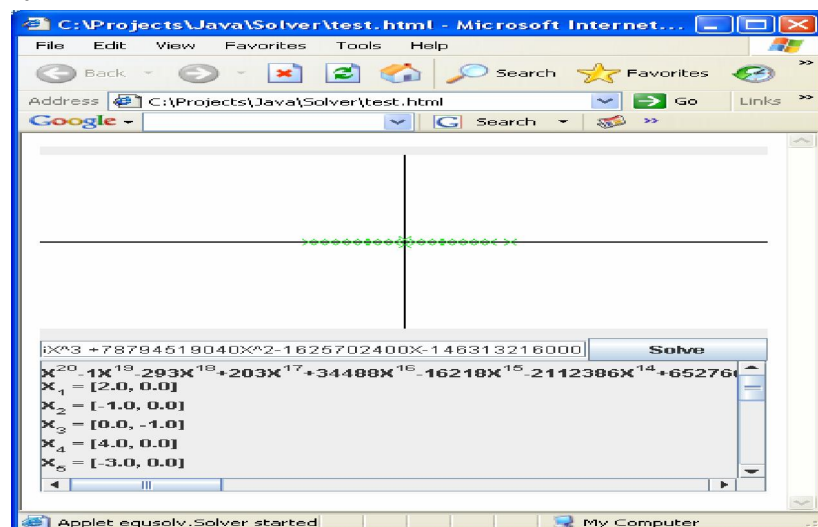 C:\Projects\Java\Solver\test.html - Microsoft Internet...
File Edit View Favorites Tools Help
Back Search Favorites »
Address C:\Projects\Java\Solver\test.html Go Links »
Google Search »
iX^3 +78794519040X^2-1625702400X-146313216000 Solve
X²⁰-1X¹⁹-293X¹⁸+203X¹⁷+34488X¹⁶-16218X¹⁵-2112386X¹⁴+65276
X₁ = [2.0, 0.0]
X₂ = [-1.0, 0.0]
X₃ = [0.0, -1.0]
X₄ = [4.0, 0.0]
X₅ = [-3.0, 0.0]
Applet equsolv.Solver started My Computer